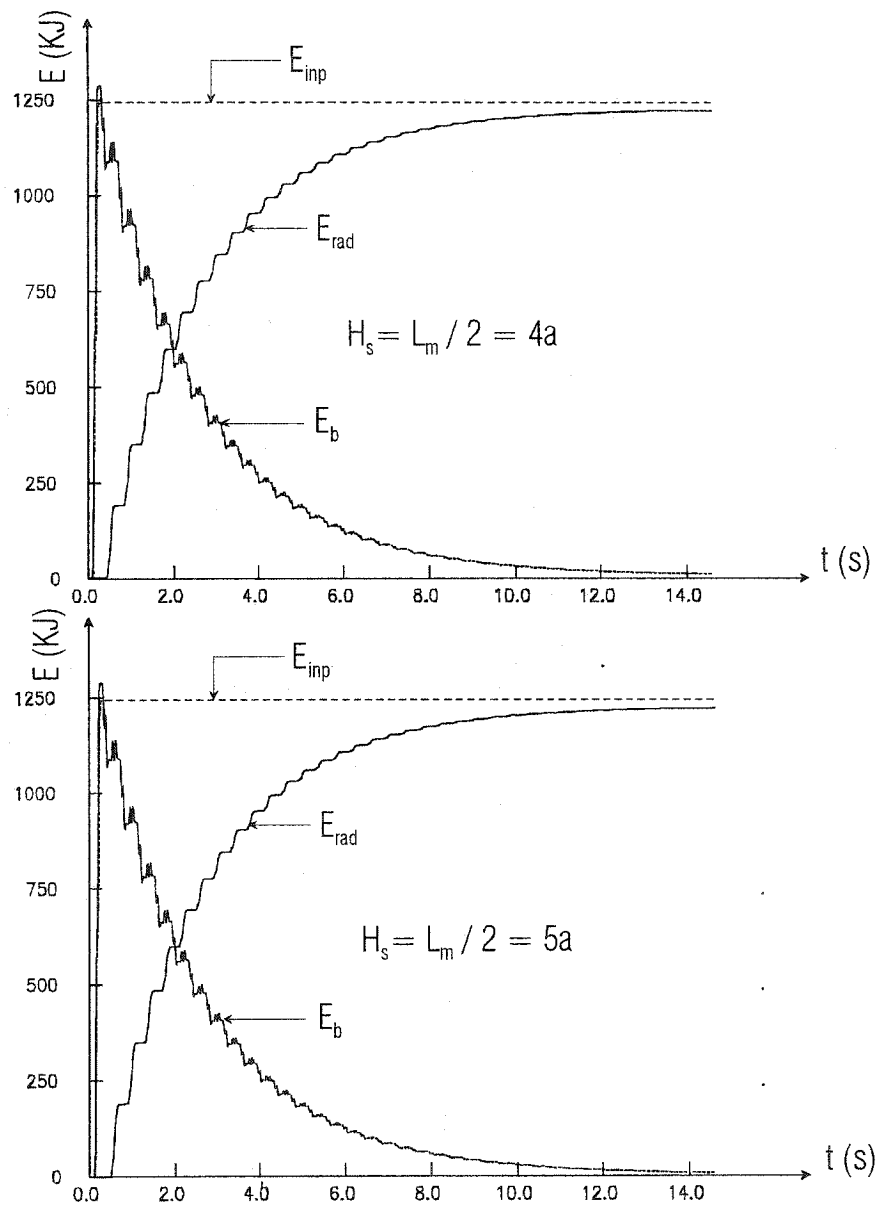 E (KJ)
E_inp
1250
1000
E_rad
750
H_s = L_m / 2 = 4a
500
E_b
250
0
t (s)
0.0 2.0 4.0 6.0 8.0 10.0 12.0 14.0
E (KJ)
E_inp
1250
1000
E_rad
750
H_s = L_m / 2 = 5a
500
E_b
250
0
t (s)
0.0 2.0 4.0 6.0 8.0 10.0 12.0 14.0